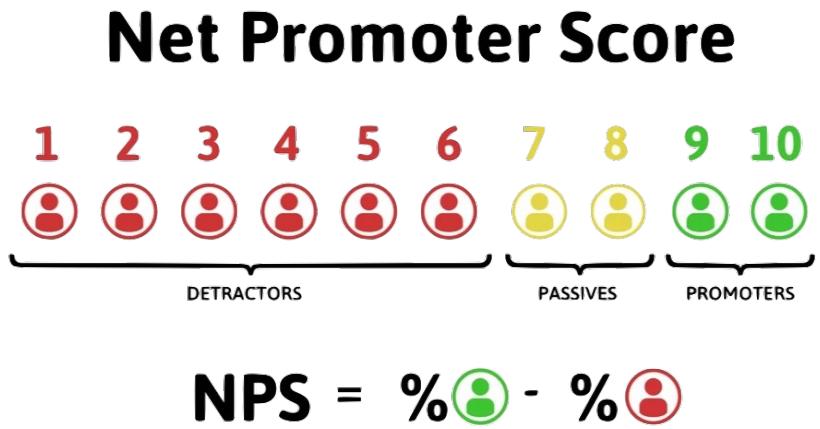 Net Promoter Score
1 2 3 4 5 6 7 8 9 10
DETRACTORS PASSIVES PROMOTERS
NPS = % - %